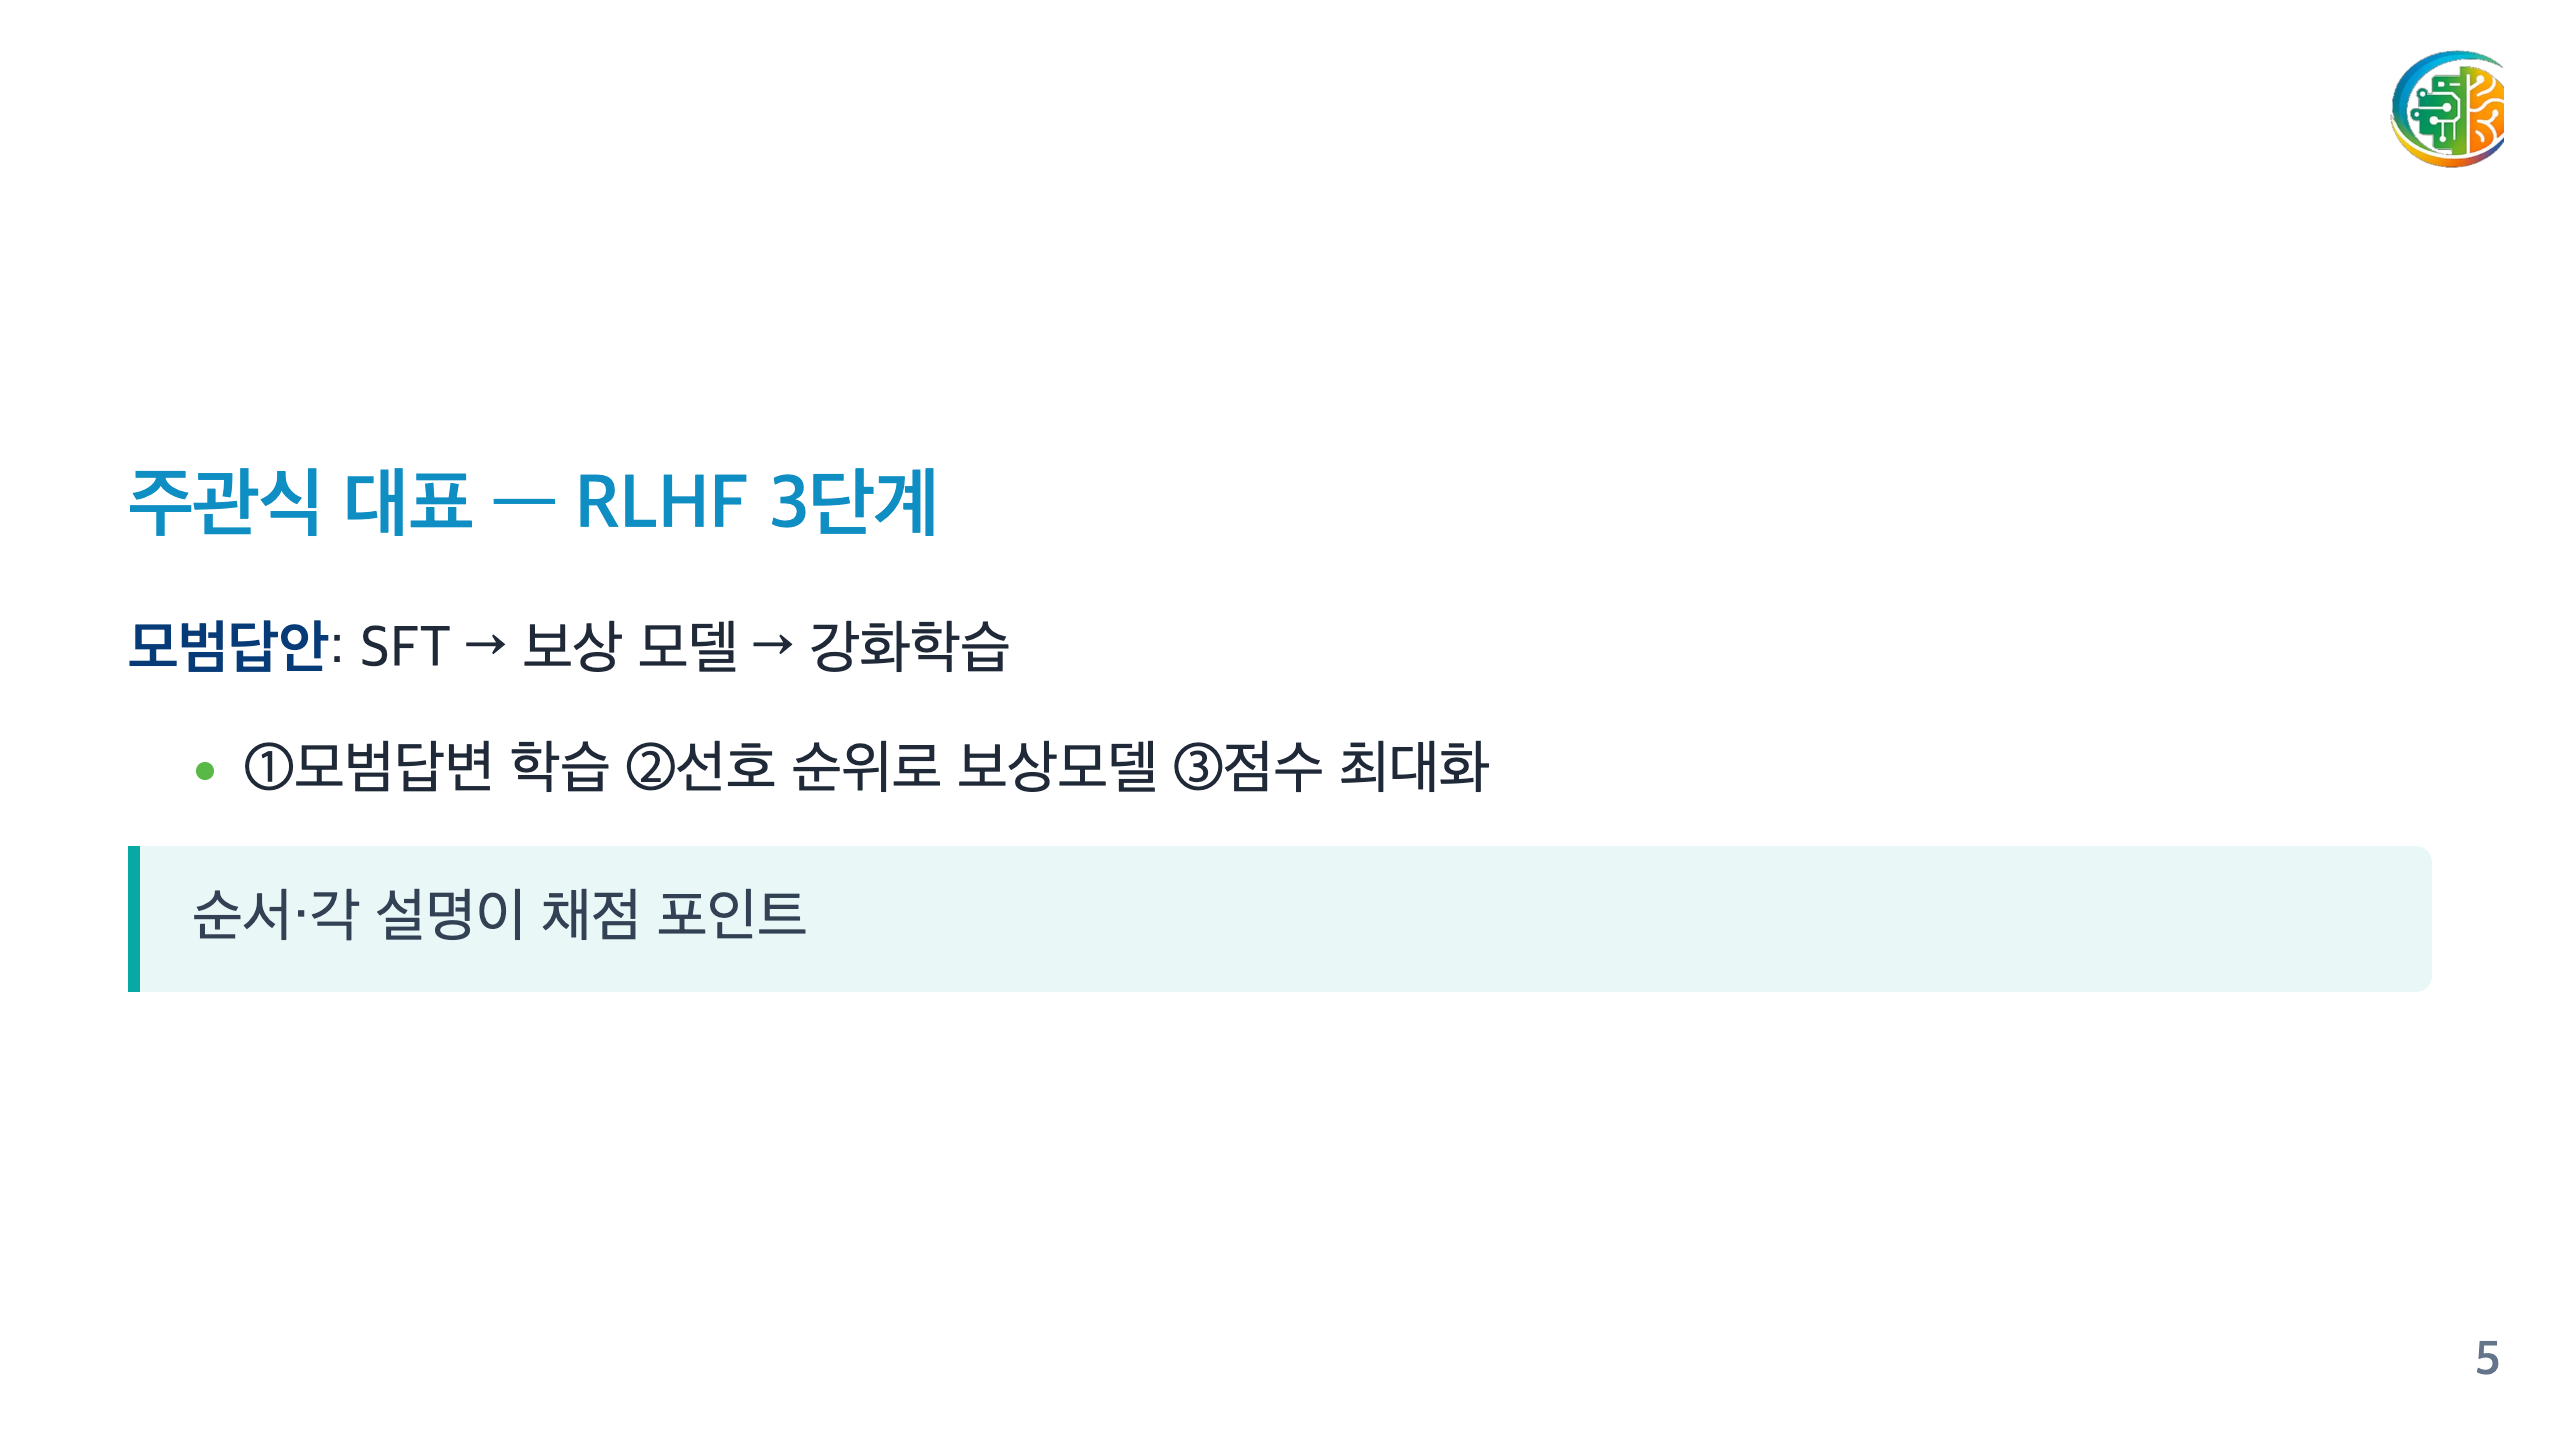 주관식 대표 — RLHF 3단계
모범답안: SFT → 보상 모델 → 강화학습
• ①모범답변 학습 ②선호 순위로 보상모델 ③점수 최대화
순서·각 설명이 채점 포인트
5